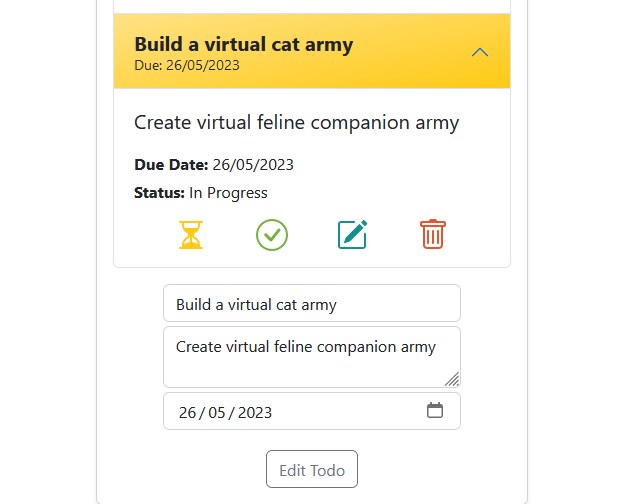 Build a virtual cat army
Due: 26/05/2023
Create virtual feline companion army
Due Date: 26/05/2023
Status: In Progress
Build a virtual cat army
Create virtual feline companion army
26/05/2023
Edit Todo